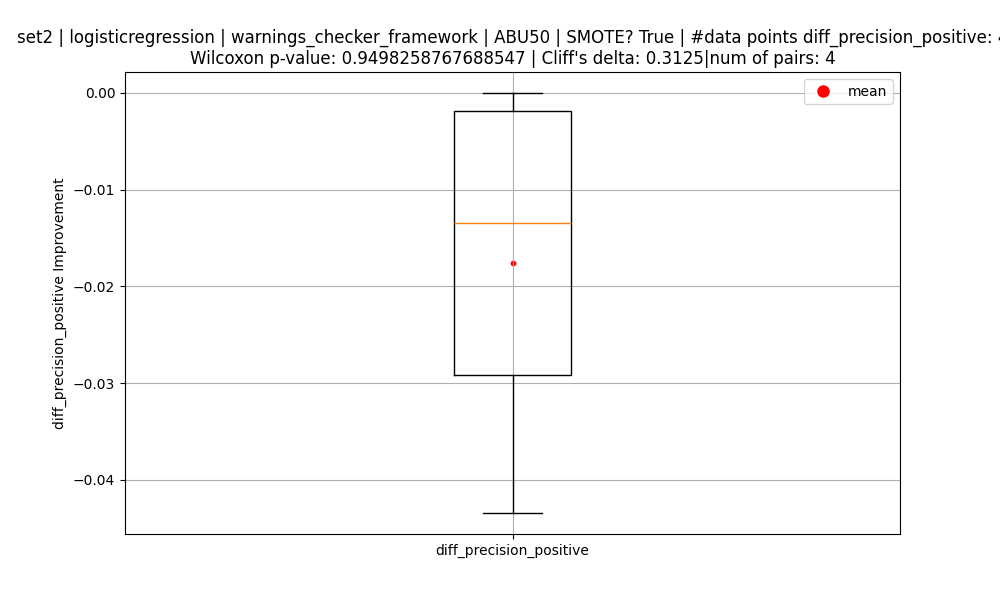 set2 | logisticregression | warnings_checker_framework | ABU50 | SMOTE? True | #data points diff_precision_positive:
Wilcoxon p-value: 0.9498258767688547 | Cliff's delta: 0.3125|num of pairs: 4
mean
0.00
−0.01
−0.02
−0.03
−0.04
diff_precision_positive Improvement
diff_precision_positive